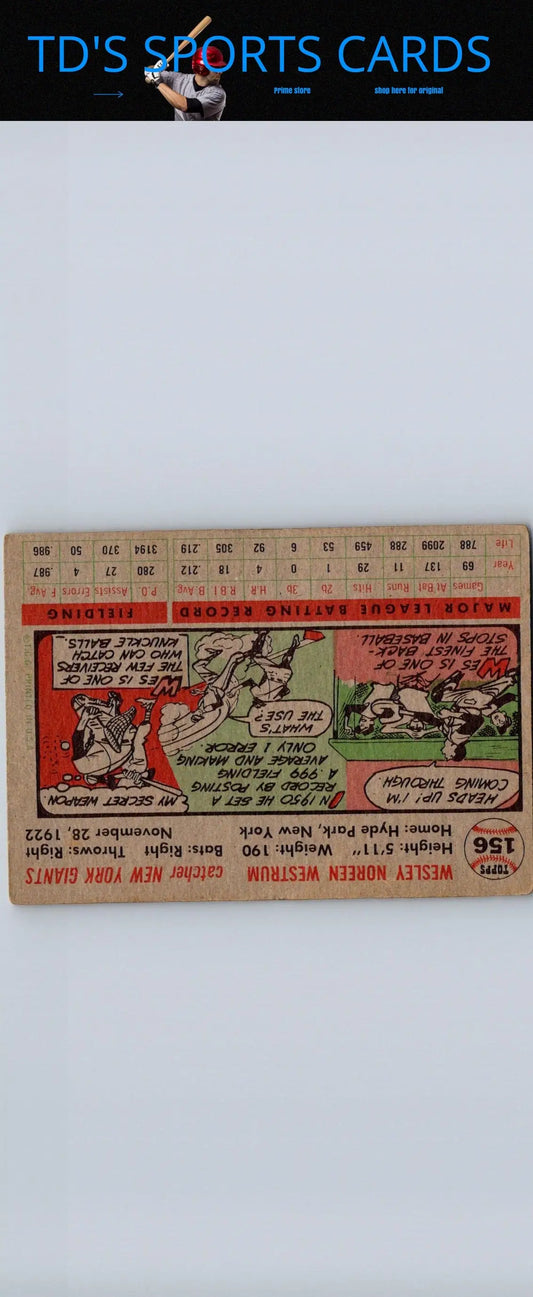 TD'S SPORTS CARDS
Prime store
shop here for original
TOPPS
156
WESLEY NOREEN WESTRUM catcher NEW YORK GIANTS
Height: 5'11" Weight: 190 Bats: Right Throws: Right
Home: Hyde Park, New York November 28, 1922
HEADS UP! I'M
COMING THROUGH.
WES IS ONE OF
THE FINEST BACK-
STOPS IN BASEBALL.
IN 1950 HE SET A
RECORD BY POSTING
A .999 FIELDING
AVERAGE AND MAKING
ONLY 1 ERROR.
WHAT'S
THE USE?
MY SECRET WEAPON.
WES IS ONE OF
THE FEW RECEIVERS
WHO CAN CATCH
KNUCKLE BALLS.
MAJOR LEAGUE BATTING RECORD FIELDING
Games At Bat Runs Hits 2b 3b H.R. R.B.I. B. Avg. P.O. Assists Errors F. Avg.
Year 69 137 11 29 1 0 4 18 .212 280 27 4 .987
Life 788 2099 288 459 53 6 92 305 .219 3194 370 50 .986